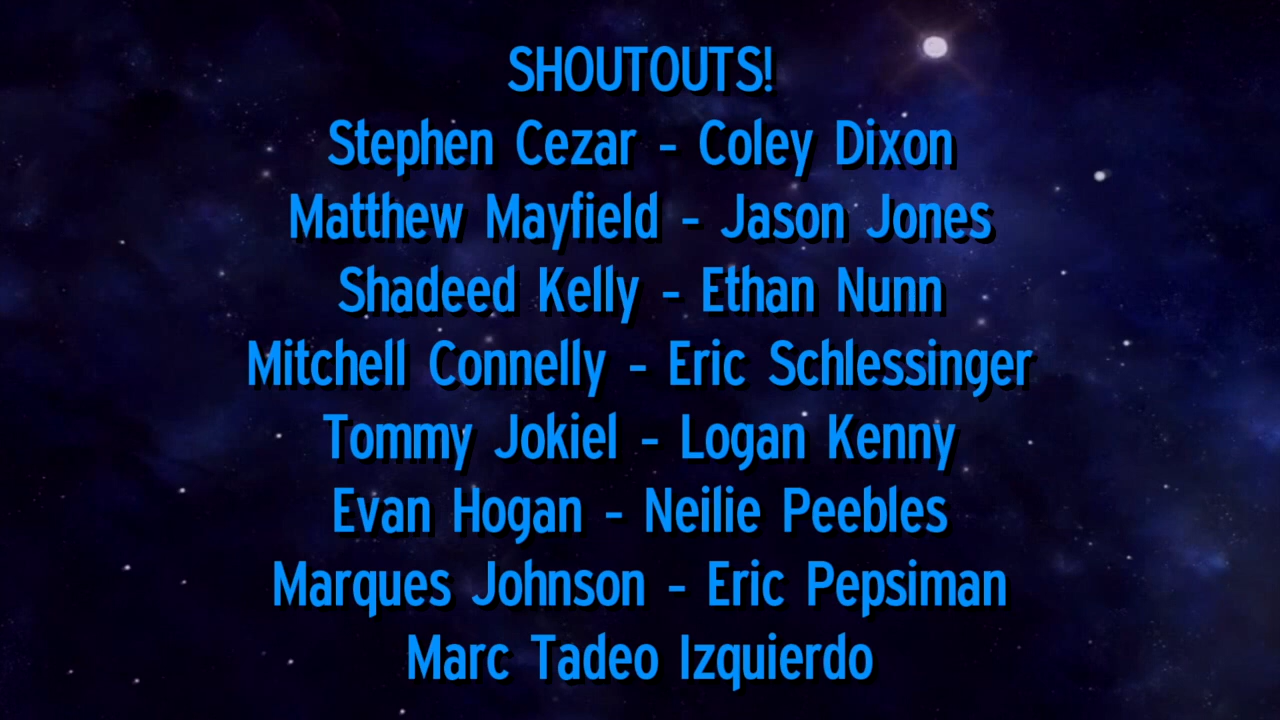 SHOUTOUTS!
Stephen Cezar - Coley Dixon
Matthew Mayfield - Jason Jones
Shadeed Kelly - Ethan Nunn
Mitchell Connelly - Eric Schlessinger
Tommy Jokiel - Logan Kenny
Evan Hogan - Neilie Peebles
Marques Johnson - Eric Pepsiman
Marc Tadeo Izquierdo